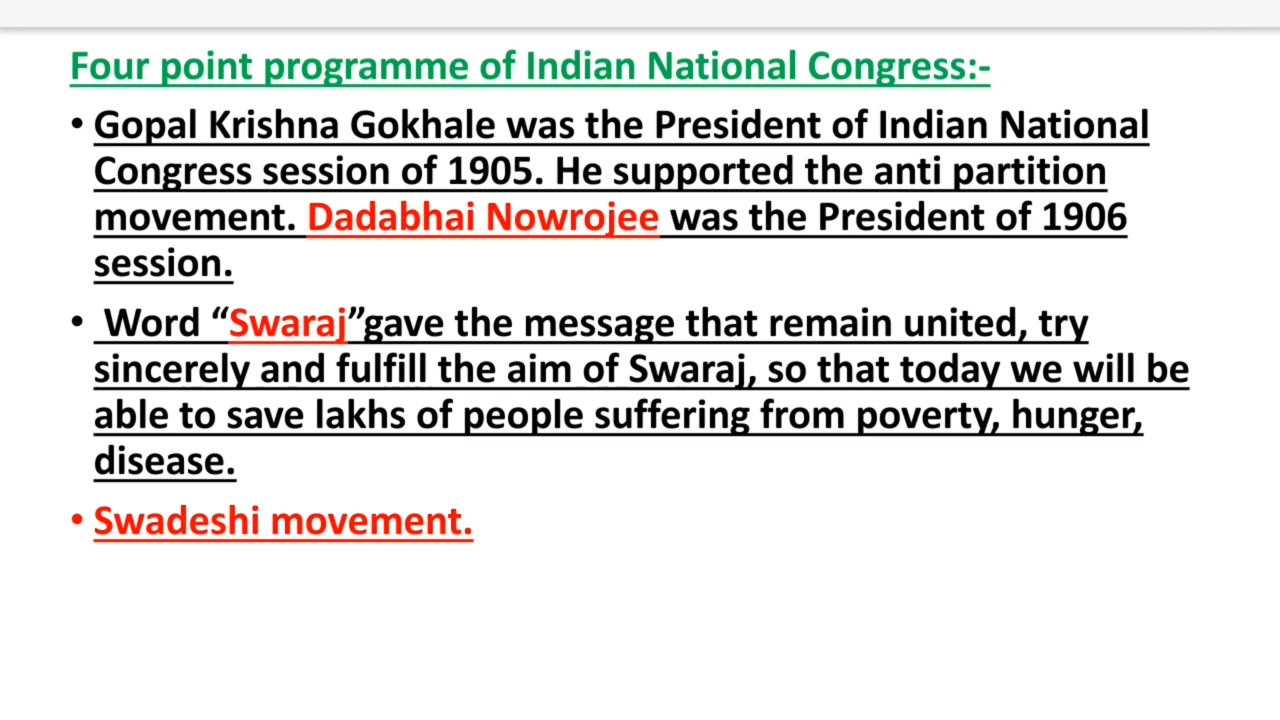 Four point programme of Indian National Congress:-
• Gopal Krishna Gokhale was the President of Indian National
Congress session of 1905. He supported the anti partition
movement. Dadabhai Nowrojee was the President of 1906
session.
• Word “Swaraj”gave the message that remain united, try
sincerely and fulfill the aim of Swaraj, so that today we will be
able to save lakhs of people suffering from poverty, hunger,
disease.
• Swadeshi movement.